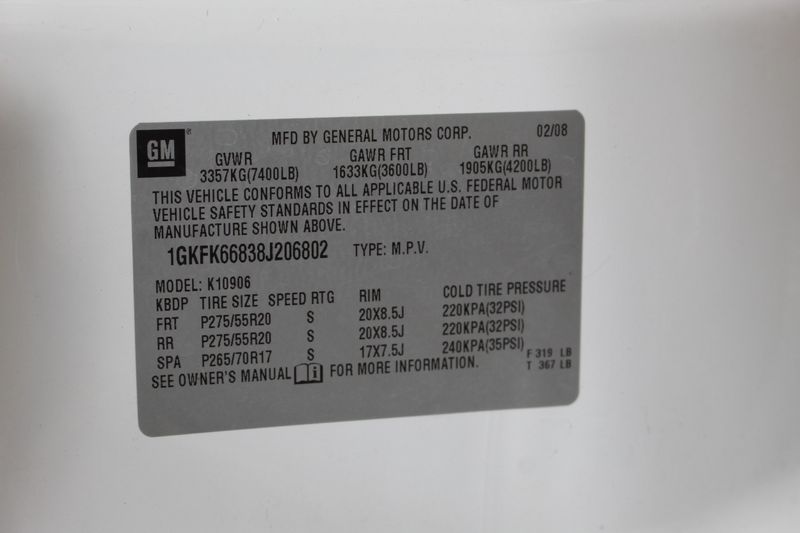 GM
MFD BY GENERAL MOTORS CORP. 02/08
GVWR GAWR FRT GAWR RR
3357KG(7400LB) 1633KG(3600LB) 1905KG(4200LB)
THIS VEHICLE CONFORMS TO ALL APPLICABLE U.S. FEDERAL MOTOR
VEHICLE SAFETY STANDARDS IN EFFECT ON THE DATE OF
MANUFACTURE SHOWN ABOVE.
1GKFK66838J206802 TYPE: M.P.V.
MODEL: K10906
KBDP TIRE SIZE SPEED RTG RIM COLD TIRE PRESSURE
FRT P275/55R20 S 20X8.5J 220KPA(32PSI)
RR P275/55R20 S 20X8.5J 220KPA(32PSI)
SPA P265/70R17 S 17X7.5J 240KPA(35PSI) F 319 LB
SEE OWNER'S MANUAL i FOR MORE INFORMATION. T 367 LB